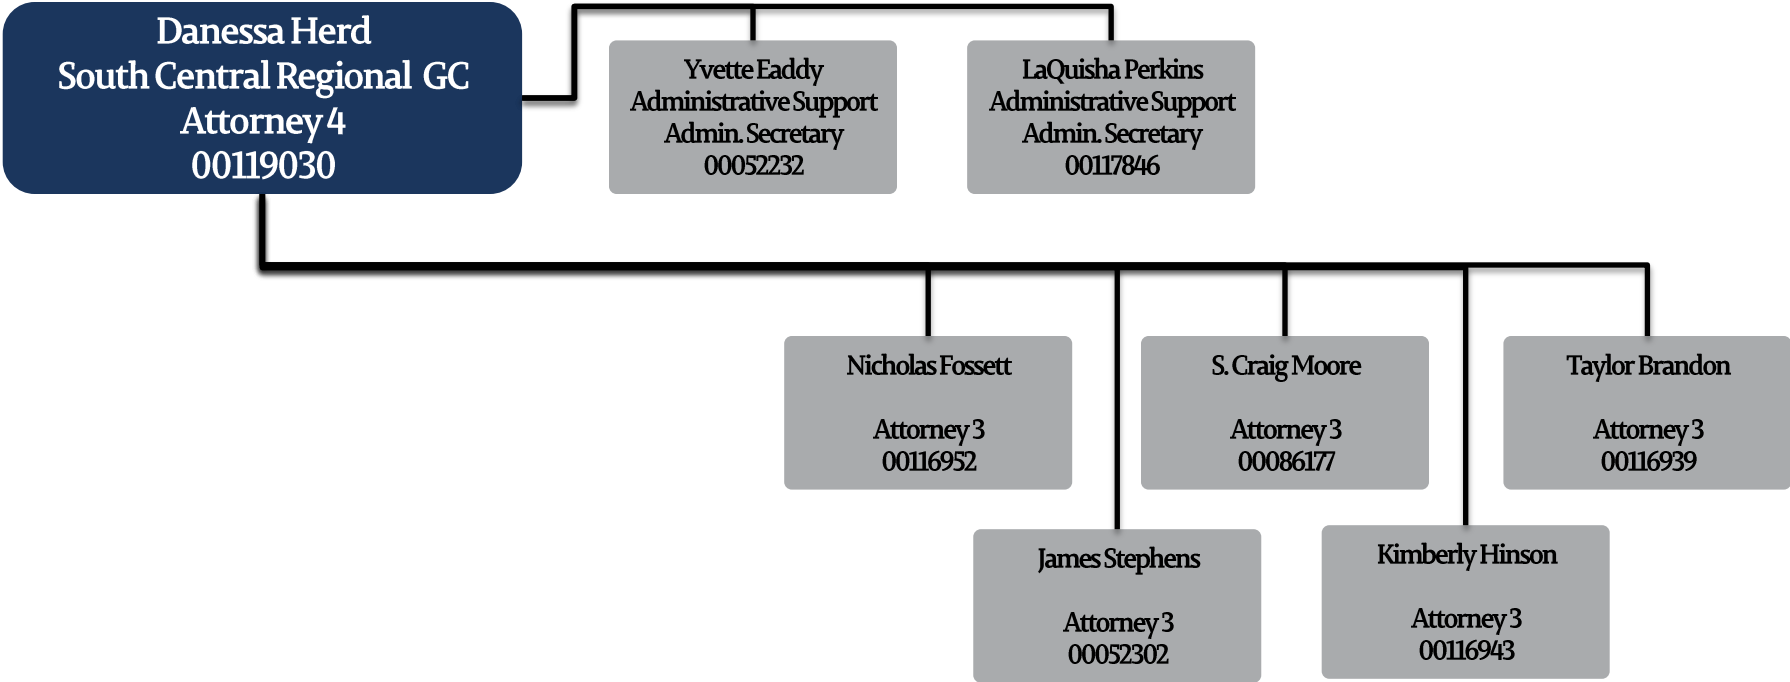 Danessa Herd
South Central Regional GC
Attorney 4
00119030
Yvette Eaddy
Administrative Support
Admin. Secretary
00052232
LaQuisha Perkins
Administrative Support
Admin. Secretary
00117846
Nicholas Fossett
Attorney 3
00116952
S. Craig Moore
Attorney 3
00086177
Taylor Brandon
Attorney 3
00116939
James Stephens
Attorney 3
00052302
Kimberly Hinson
Attorney 3
00116943